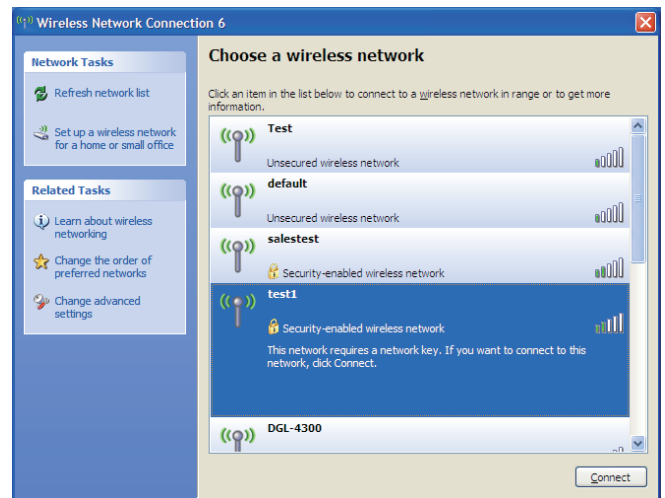 Wireless Network Connection 6
Network Tasks
Refresh network list
Set up a wireless network
for a home or small office
Related Tasks
Learn about wireless
networking
Change the order of
preferred networks
Change advanced
settings
Choose a wireless network
Click an item in the list below to connect to a wireless network in range or to get more
information.
Test
Unsecured wireless network
default
Unsecured wireless network
salestest
Security-enabled wireless network
test1
Security-enabled wireless network
This network requires a network key. If you want to connect to this
network, click Connect.
DGL-4300
Connect